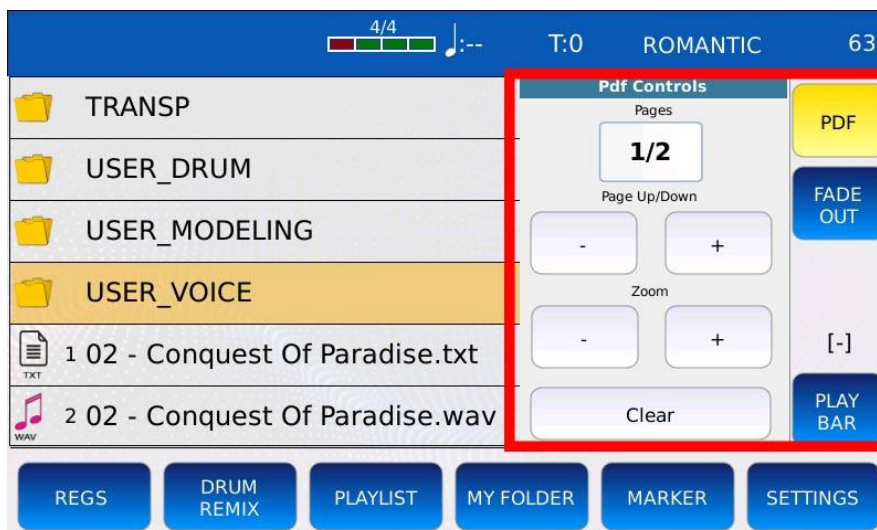 4/4
:--
T:0
ROMANTIC
63
TRANSP
USER_DRUM
USER_MODELING
USER_VOICE
TXT
1 02 - Conquest Of Paradise.txt
WAV
2 02 - Conquest Of Paradise.wav
Pdf Controls
Pages
1/2
Page Up/Down
- +
Zoom
- +
Clear
PDF
FADE
OUT
[-]
PLAY
BAR
REGS
DRUM
REMIX
PLAYLIST
MY FOLDER
MARKER
SETTINGS